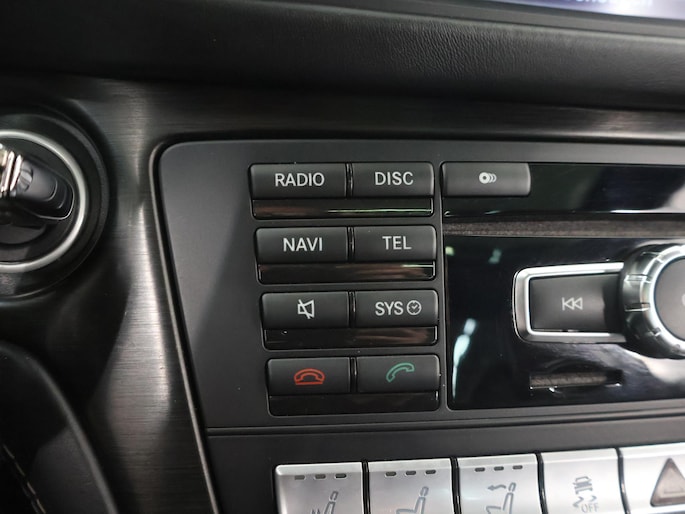 RADIO DISC
NAVI TEL
SYS
OFF